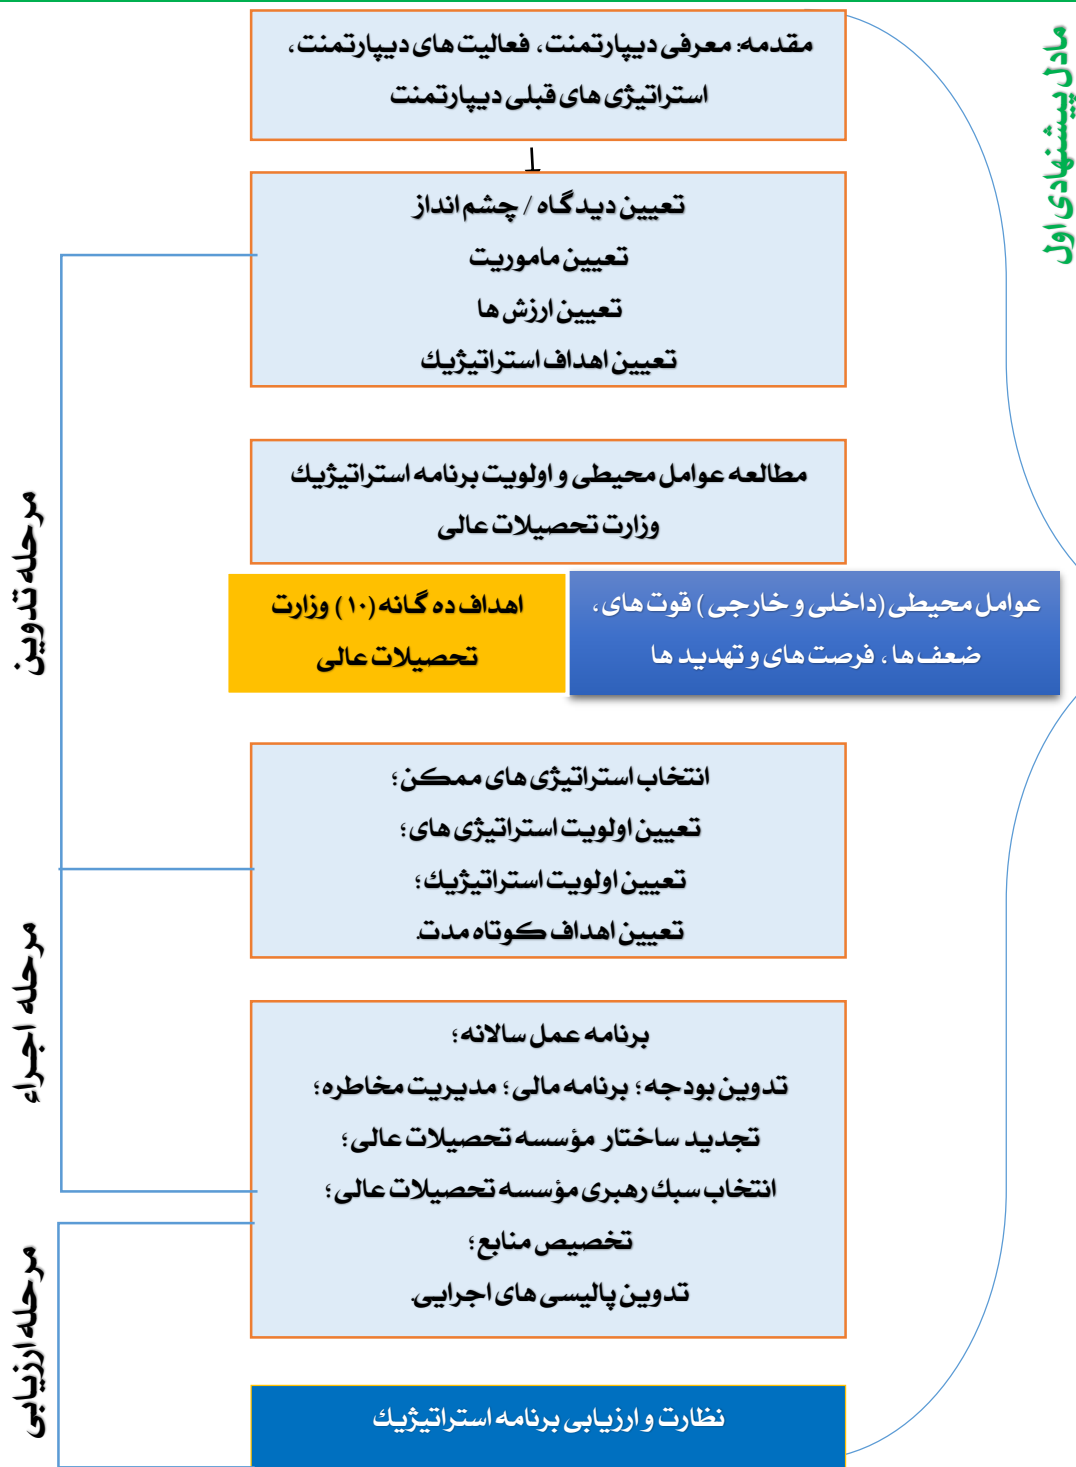 مادل پیشنهادی اول
مقدمه: معرفی دیپارتمنت، فعالیت های دیپارتمنت،
استراتیژی های قبلی دیپارتمنت
تعیین دیدگاه / چشم انداز
تعیین ماموریت
تعیین ارزش ها
تعیین اهداف استراتیژیك
مطالعه عوامل محیطی و اولویت برنامه استراتیژیك
وزارت تحصیلات عالی
عوامل محیطی (داخلی و خارجی) قوت های،
ضعف ها، فرصت های و تهدید ها
اهداف ده گانه (۱۰) وزارت
تحصیلات عالی
مرحله تدوین
انتخاب استراتیژی های ممکن؛
تعیین اولویت استراتیژی های؛
تعیین اولویت استراتیژیك؛
تعیین اهداف کوتاه مدت.
مرحله اجراء
برنامه عمل سالانه؛
تدوین بودجه؛ برنامه مالی؛ مدیریت مخاطره؛
تجدید ساختار مؤسسه تحصیلات عالی؛
انتخاب سبك رهبری مؤسسه تحصیلات عالی؛
تخصیص منابع؛
تدوین پالیسی های اجرایی.
مرحله ارزیابی
نظارت و ارزیابی برنامه استراتیژیك